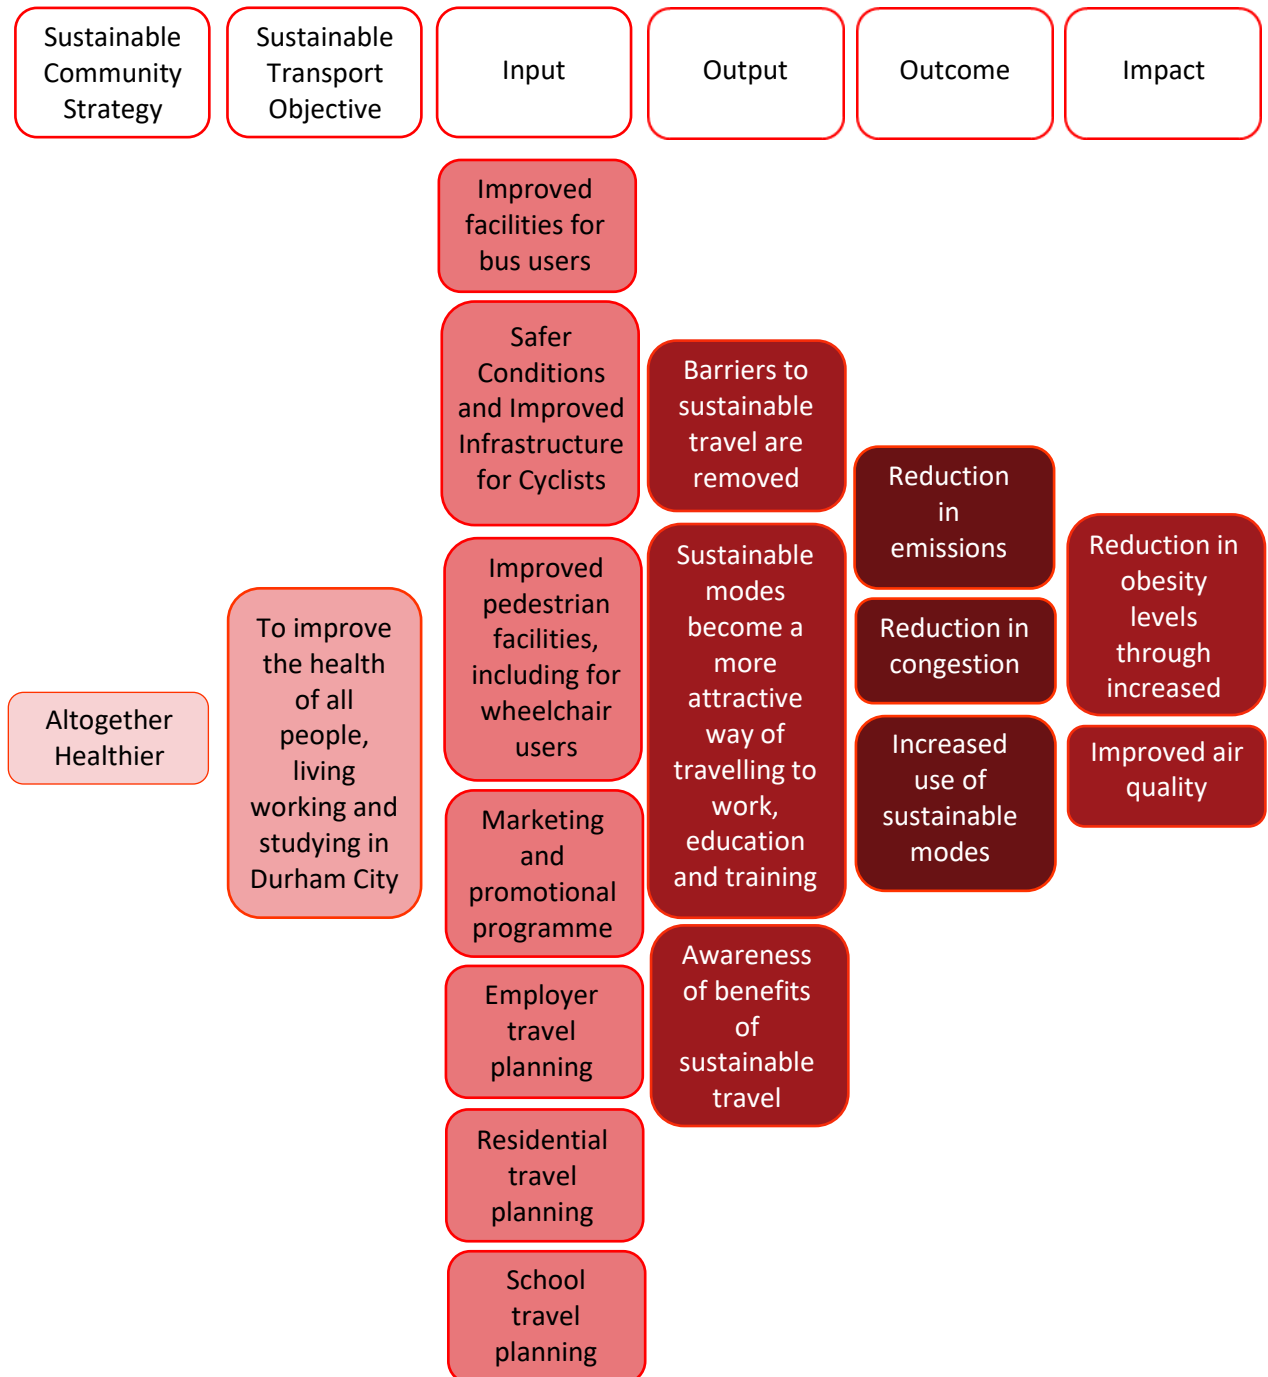 Sustainable
Community
Strategy
Sustainable
Transport
Objective
Input
Output
Outcome
Impact
Altogether
Healthier
To improve
the health
of all
people,
living
working and
studying in
Durham City
Improved
facilities for
bus users
Safer
Conditions
and Improved
Infrastructure
for Cyclists
Improved
pedestrian
facilities,
including for
wheelchair
users
Marketing
and
promotional
programme
Employer
travel
planning
Residential
travel
planning
School
travel
planning
Barriers to
sustainable
travel are
removed
Sustainable
modes
become a
more
attractive
way of
travelling to
work,
education
and training
Awareness
of benefits
of
sustainable
travel
Reduction
in
emissions
Reduction in
congestion
Increased
use of
sustainable
modes
Reduction in
obesity
levels
through
increased
Improved air
quality